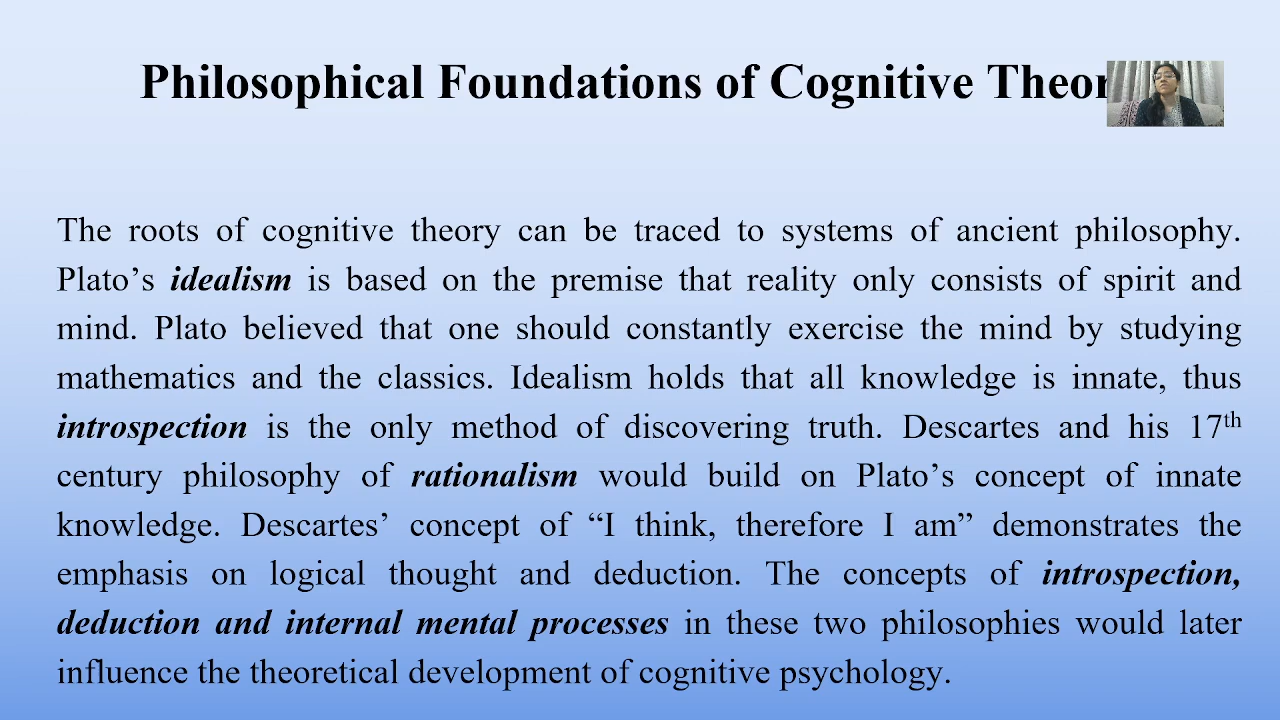 Philosophical Foundations of Cognitive Theor
The roots of cognitive theory can be traced to systems of ancient philosophy.
Plato’s idealism is based on the premise that reality only consists of spirit and
mind. Plato believed that one should constantly exercise the mind by studying
mathematics and the classics. Idealism holds that all knowledge is innate, thus
introspection is the only method of discovering truth. Descartes and his 17th
century philosophy of rationalism would build on Plato’s concept of innate
knowledge. Descartes’ concept of “I think, therefore I am” demonstrates the
emphasis on logical thought and deduction. The concepts of introspection,
deduction and internal mental processes in these two philosophies would later
influence the theoretical development of cognitive psychology.